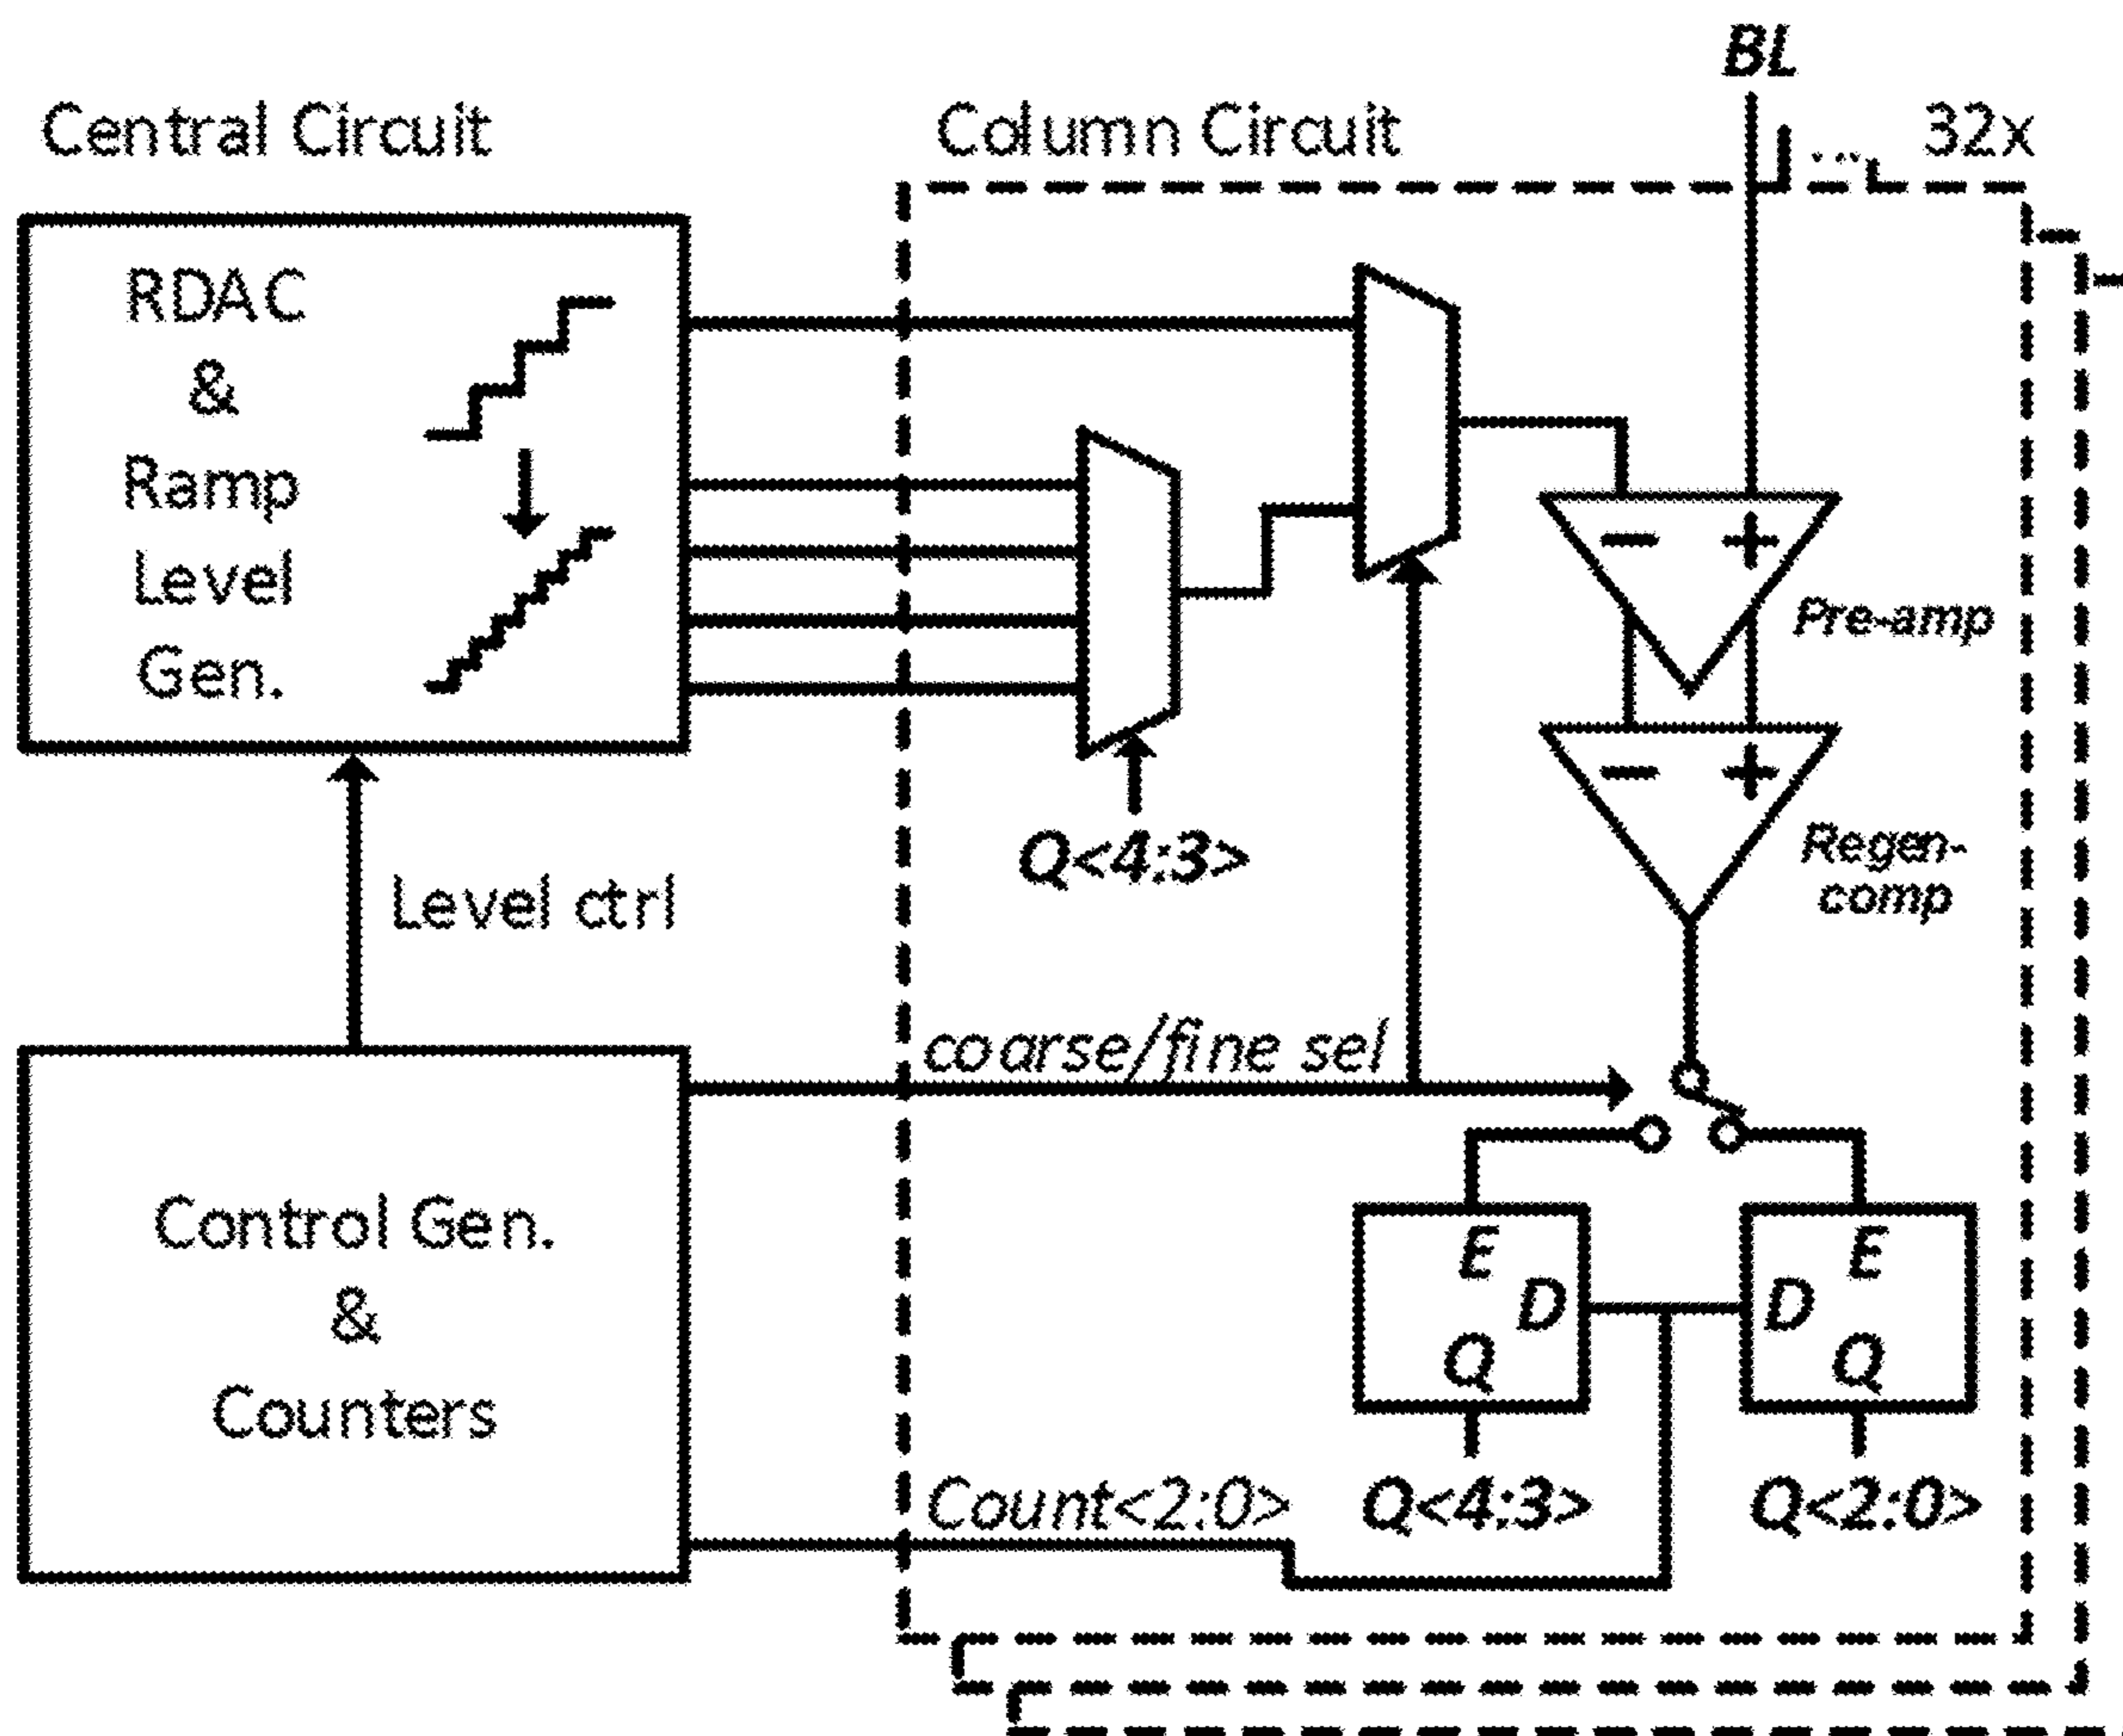 BL
Central Circuit
Column Circuit
... 32x
RDAC
&
Ramp
Level
Gen.
− +
Pre-amp
− +
Regen-
comp
Q<4:3>
Level ctrl
coarse/fine sel
Control Gen.
&
Counters
E
D
Q
E
D
Q
Count<2:0>
Q<4:3>
Q<2:0>